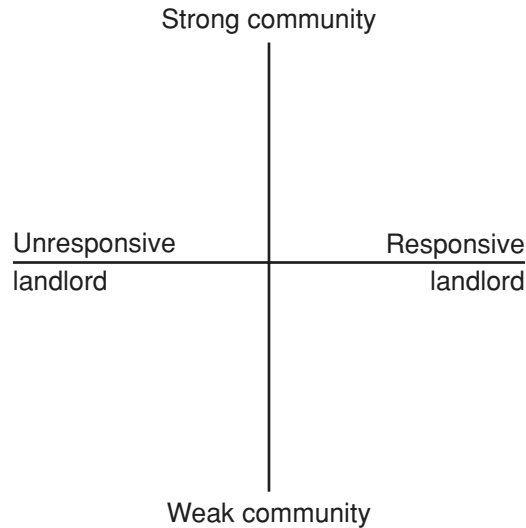 Strong community
Unresponsive
Responsive
landlord
landlord
Weak community